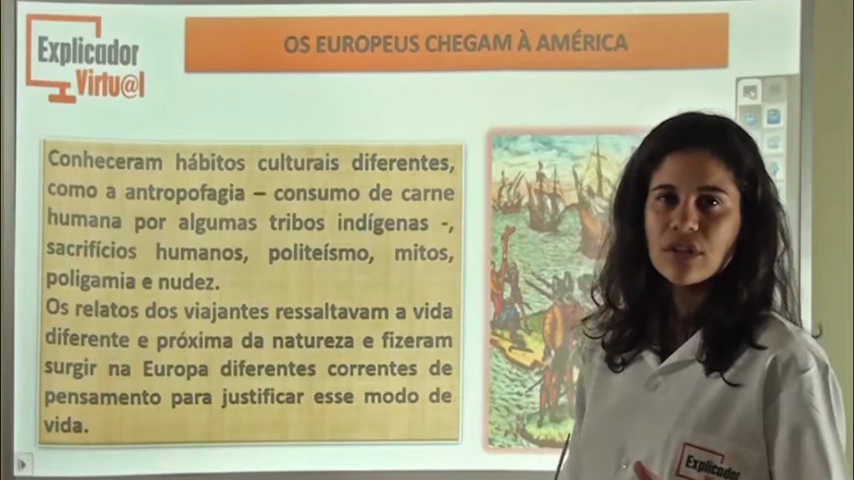 Explicador
Virtu@l
OS EUROPEUS CHEGAM À AMÉRICA
Conheceram hábitos culturais diferentes,
como a antropofagia – consumo de carne
humana por algumas tribos indígenas -,
sacrifícios humanos, politeísmo, mitos,
poligamia e nudez.
Os relatos dos viajantes ressaltavam a vida
diferente e próxima da natureza e fizeram
surgir na Europa diferentes correntes de
pensamento para justificar esse modo de
vida.
Explicador